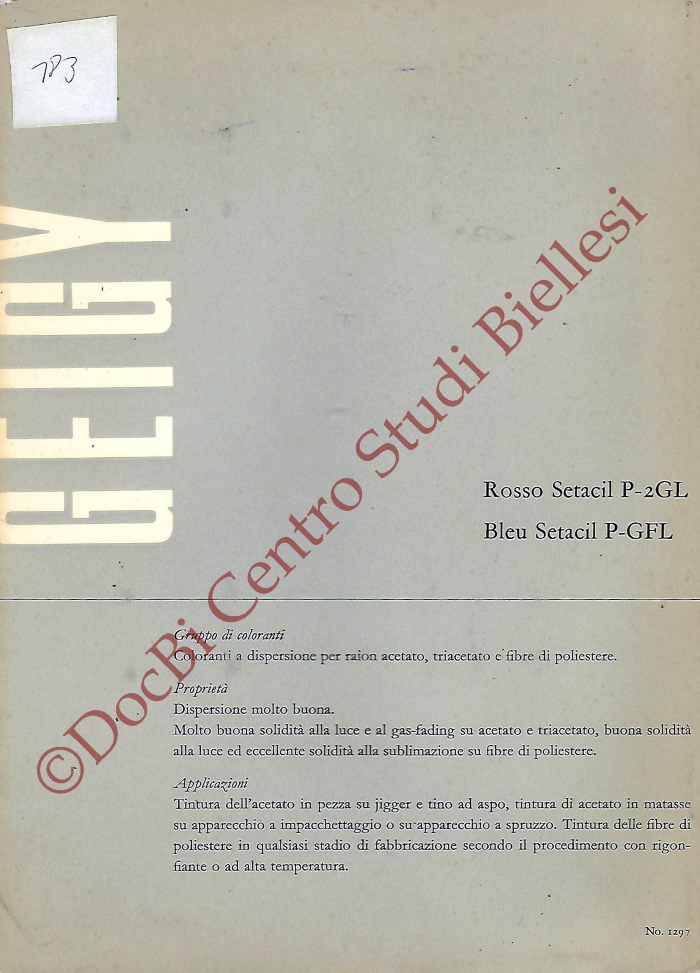 783
GEIGY
Rosso Setacil P-2GL
Bleu Setacil P-GFL
Gruppo di coloranti
Coloranti a dispersione per raion acetato, triacetato e fibre di poliestere.
Proprietà
Dispersione molto buona.
Molto buona solidità alla luce e al gas-fading su acetato e triacetato, buona solidità
alla luce ed eccellente solidità alla sublimazione su fibre di poliestere.
Applicazioni
Tintura dell'acetato in pezza su jigger e tino ad aspo, tintura di acetato in matasse
su apparecchio a impacchettaggio o su apparecchio a spruzzo. Tintura delle fibre di
poliestere in qualsiasi stadio di fabbricazione secondo il procedimento con rigon-
fiante o ad alta temperatura.
No. 1297
©DocBi Centro Studi Biellesi